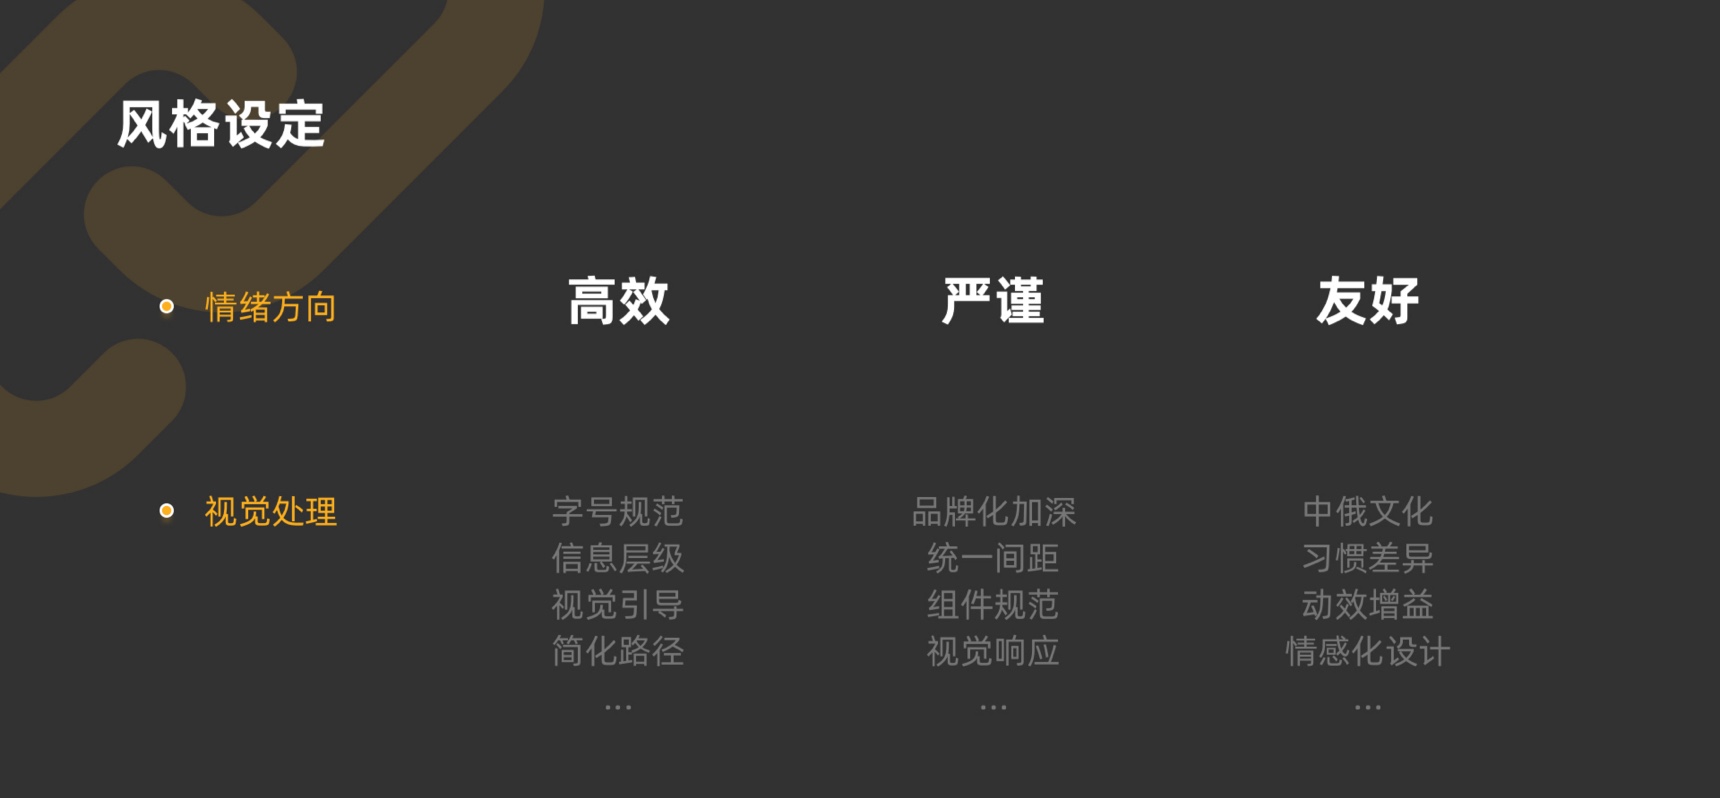 风格设定
情绪方向
高效
严谨
友好
视觉处理
字号规范
信息层级
视觉引导
简化路径
...
品牌化加深
统一间距
组件规范
视觉响应
...
中俄文化
习惯差异
动效增益
情感化设计
...